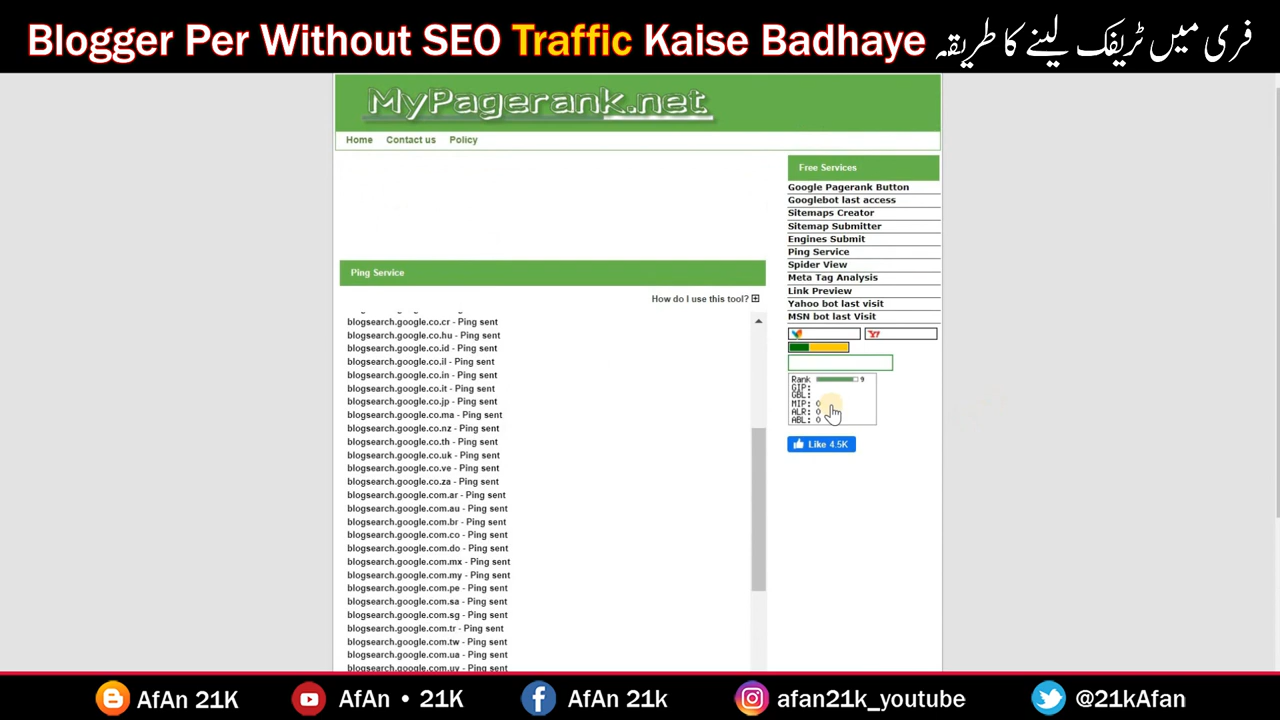 Blogger Per Without SEO Traffic Kaise Badhaye فری میں ٹریفک لینے کا طریقہ
MyPagerank.net
Home Contact us Policy
Free Services
Google Pagerank Button
Googlebot last access
Sitemaps Creator
Sitemap Submitter
Engines Submit
Ping Service
Spider View
Meta Tag Analysis
Link Preview
Yahoo bot last visit
MSN bot last Visit
Rank 9
GIP:
GBL:
MIP: 0
ALR: 0
ABL: 0
Like 4.5K
Ping Service
How do I use this tool?
blogsearch.google.co.cr - Ping sent
blogsearch.google.co.hu - Ping sent
blogsearch.google.co.id - Ping sent
blogsearch.google.co.il - Ping sent
blogsearch.google.co.in - Ping sent
blogsearch.google.co.it - Ping sent
blogsearch.google.co.jp - Ping sent
blogsearch.google.co.ma - Ping sent
blogsearch.google.co.nz - Ping sent
blogsearch.google.co.th - Ping sent
blogsearch.google.co.uk - Ping sent
blogsearch.google.co.ve - Ping sent
blogsearch.google.co.za - Ping sent
blogsearch.google.com.ar - Ping sent
blogsearch.google.com.au - Ping sent
blogsearch.google.com.br - Ping sent
blogsearch.google.com.co - Ping sent
blogsearch.google.com.do - Ping sent
blogsearch.google.com.mx - Ping sent
blogsearch.google.com.my - Ping sent
blogsearch.google.com.pe - Ping sent
blogsearch.google.com.sa - Ping sent
blogsearch.google.com.sg - Ping sent
blogsearch.google.com.tr - Ping sent
blogsearch.google.com.tw - Ping sent
blogsearch.google.com.ua - Ping sent
blogsearch.google.com.uy - Ping sent
AfAn 21K AfAn • 21K AfAn 21k afan21k_youtube @21kAfan